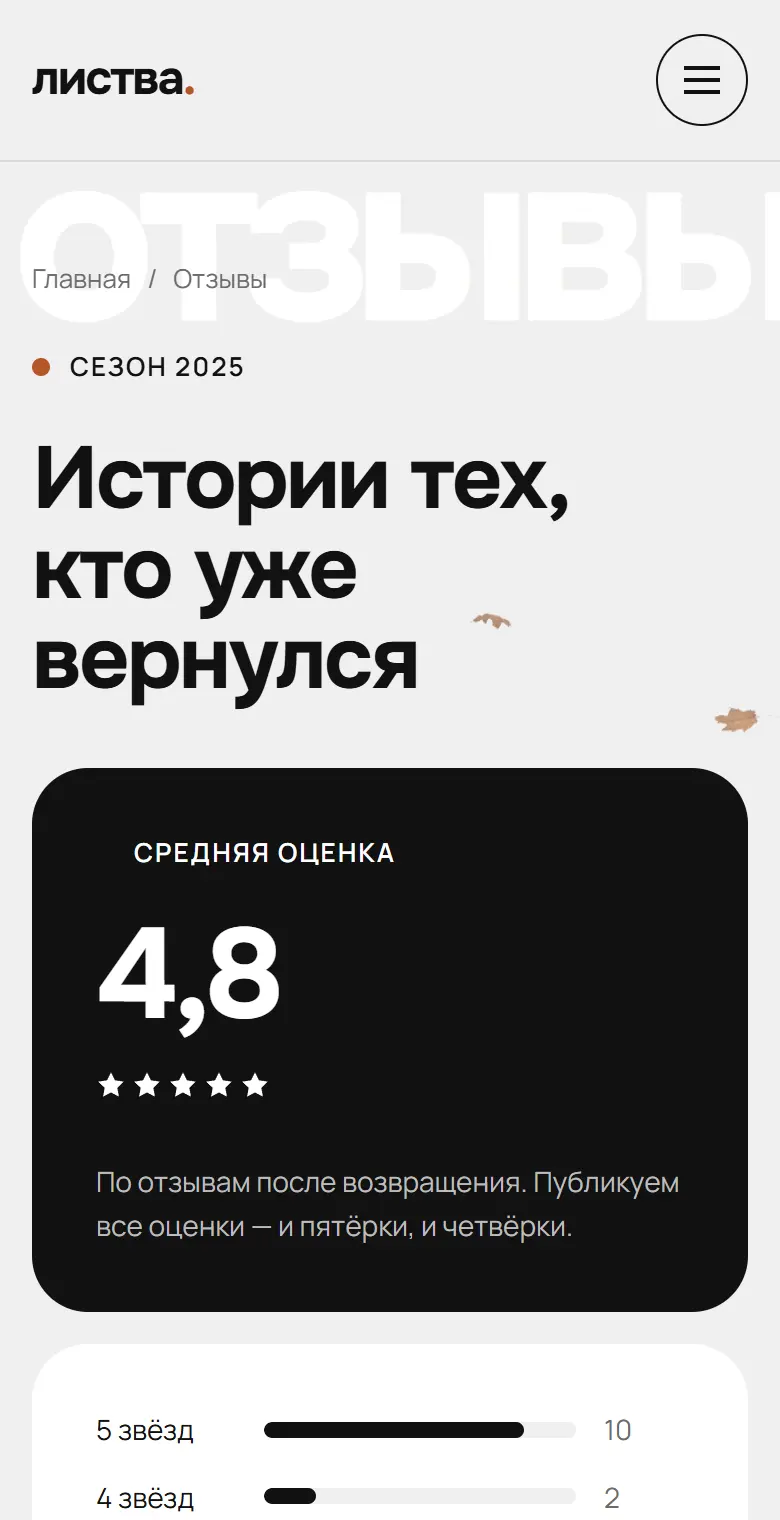 листва.
ОТЗЫВЫ
Главная / Отзывы
СЕЗОН 2025
Истории тех,
кто уже
вернулся
СРЕДНЯЯ ОЦЕНКА
4,8
По отзывам после возвращения. Публикуем
все оценки — и пятёрки, и четвёрки.
5 звёзд 10
4 звёзд 2